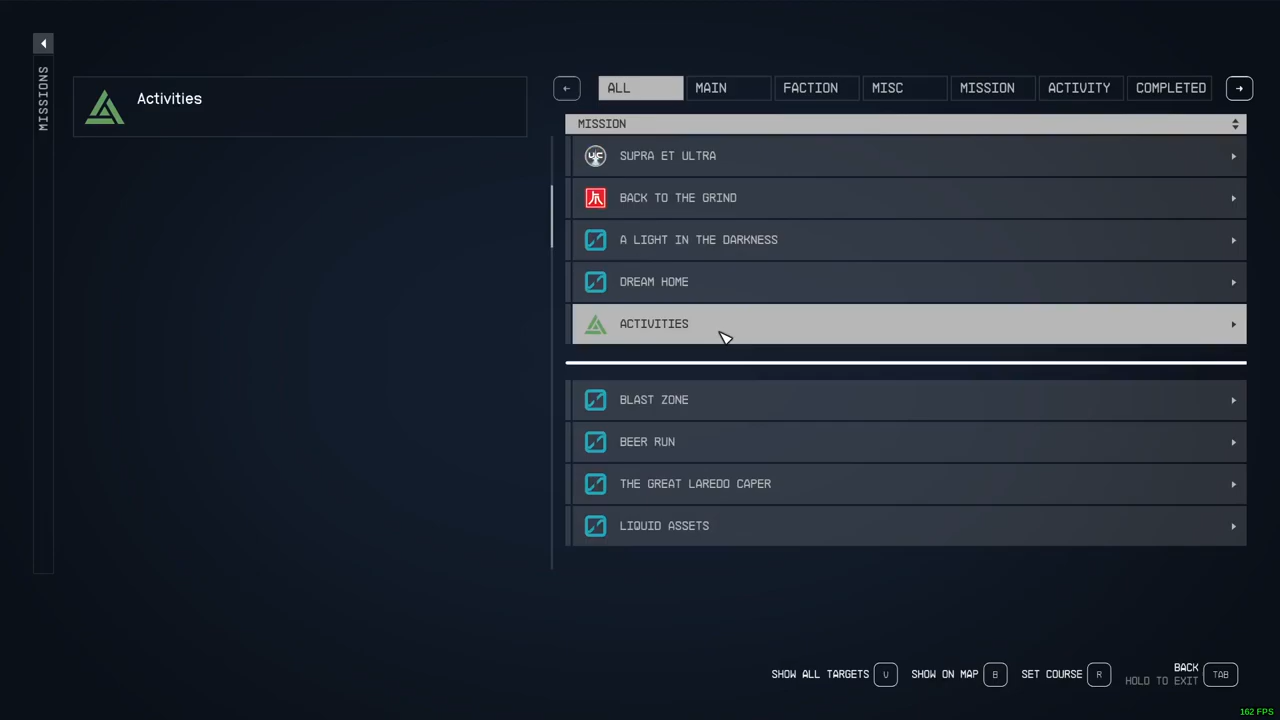 MISSIONS
Activities
ALL
MAIN
FACTION
MISC
MISSION
ACTIVITY
COMPLETED
MISSION
SUPRA ET ULTRA
BACK TO THE GRIND
A LIGHT IN THE DARKNESS
DREAM HOME
ACTIVITIES
BLAST ZONE
BEER RUN
THE GREAT LAREDO CAPER
LIQUID ASSETS
SHOW ALL TARGETS V
SHOW ON MAP B
SET COURSE R
BACK
HOLD TO EXIT TAB
162 FPS